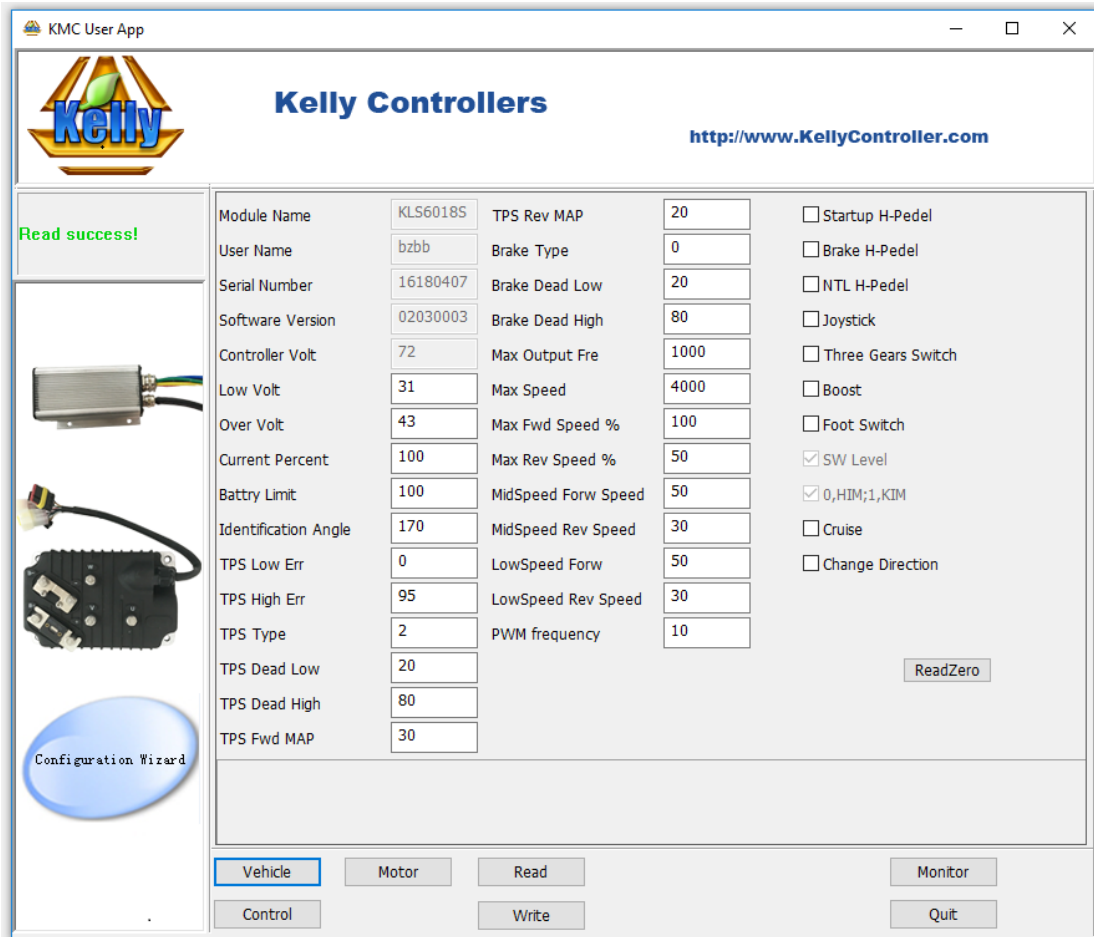 KMC User App
Kelly
Kelly Controllers
http://www.KellyController.com
Read success!
Configuration Wizard
Module Name KLS6018S
User Name bzbb
Serial Number 16180407
Software Version 02030003
Controller Volt 72
Low Volt 31
Over Volt 43
Current Percent 100
Battry Limit 100
Identification Angle 170
TPS Low Err 0
TPS High Err 95
TPS Type 2
TPS Dead Low 20
TPS Dead High 80
TPS Fwd MAP 30
TPS Rev MAP 20
Brake Type 0
Brake Dead Low 20
Brake Dead High 80
Max Output Fre 1000
Max Speed 4000
Max Fwd Speed % 100
Max Rev Speed % 50
MidSpeed Forw Speed 50
MidSpeed Rev Speed 30
LowSpeed Forw 50
LowSpeed Rev Speed 30
PWM frequency 10
Startup H-Pedel
Brake H-Pedel
NTL H-Pedel
Joystick
Three Gears Switch
Boost
Foot Switch
SW Level
0,HIM;1,KIM
Cruise
Change Direction
ReadZero
Vehicle Motor Read Monitor
Control Write Quit